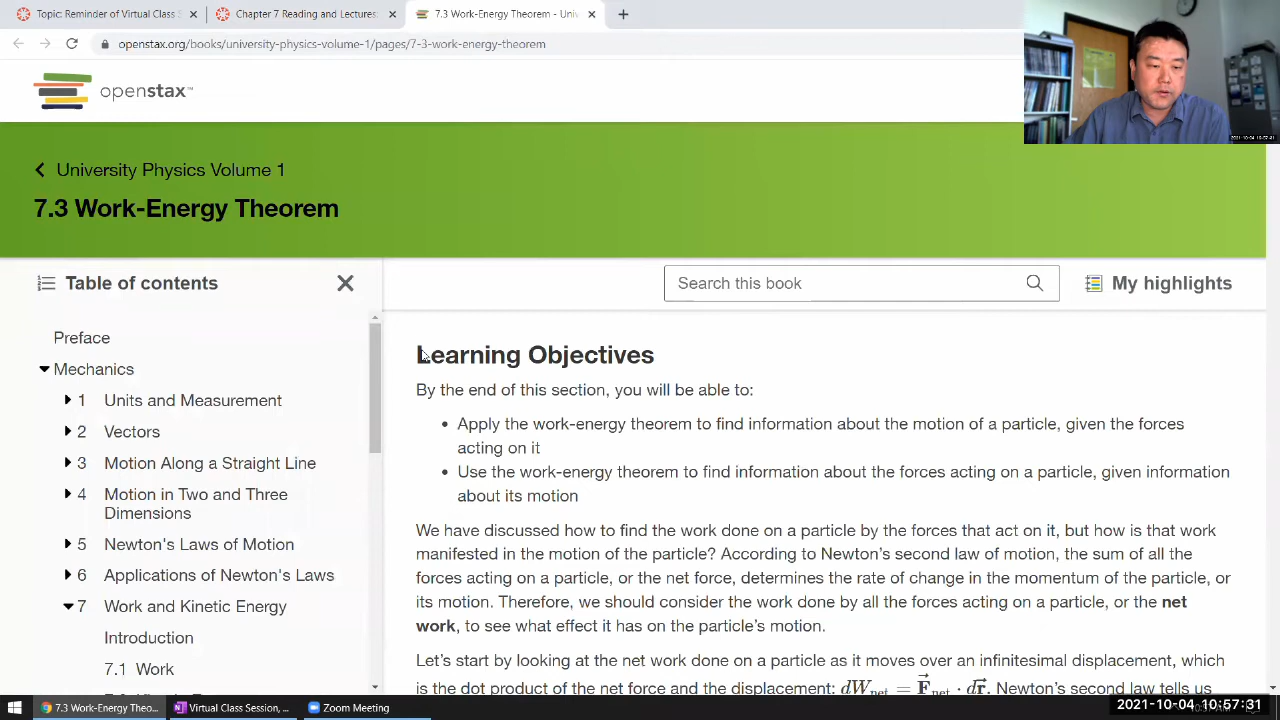 Topic: Reminder of Virtual Class S
Chapter 7 Reading and Lectures:
7.3 Work-Energy Theorem - Univ
openstax.org/books/university-physics-volume-1/pages/7-3-work-energy-theorem
openstax™
University Physics Volume 1
7.3 Work-Energy Theorem
Table of contents
Search this book
My highlights
Preface
Mechanics
1 Units and Measurement
2 Vectors
3 Motion Along a Straight Line
4 Motion in Two and Three
Dimensions
5 Newton's Laws of Motion
6 Applications of Newton's Laws
7 Work and Kinetic Energy
Introduction
7.1 Work
Learning Objectives
By the end of this section, you will be able to:
• Apply the work-energy theorem to find information about the motion of a particle, given the forces
acting on it
• Use the work-energy theorem to find information about the forces acting on a particle, given information
about its motion
We have discussed how to find the work done on a particle by the forces that act on it, but how is that work
manifested in the motion of the particle? According to Newton's second law of motion, the sum of all the
forces acting on a particle, or the net force, determines the rate of change in the momentum of the particle, or
its motion. Therefore, we should consider the work done by all the forces acting on a particle, or the net
work, to see what effect it has on the particle's motion.
Let's start by looking at the net work done on a particle as it moves over an infinitesimal displacement, which
is the dot product of the net force and the displacement: dW_net = F⃗_net · dr⃗. Newton's second law tells us
7.3 Work-Energy Theo...
Virtual Class Session, ...
Zoom Meeting
2021-10-04 10:57:31